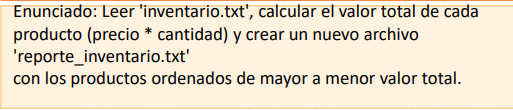 Enunciado: Leer 'inventario.txt', calcular el valor total de cada
producto (precio * cantidad) y crear un nuevo archivo
'reporte_inventario.txt'
con los productos ordenados de mayor a menor valor total.